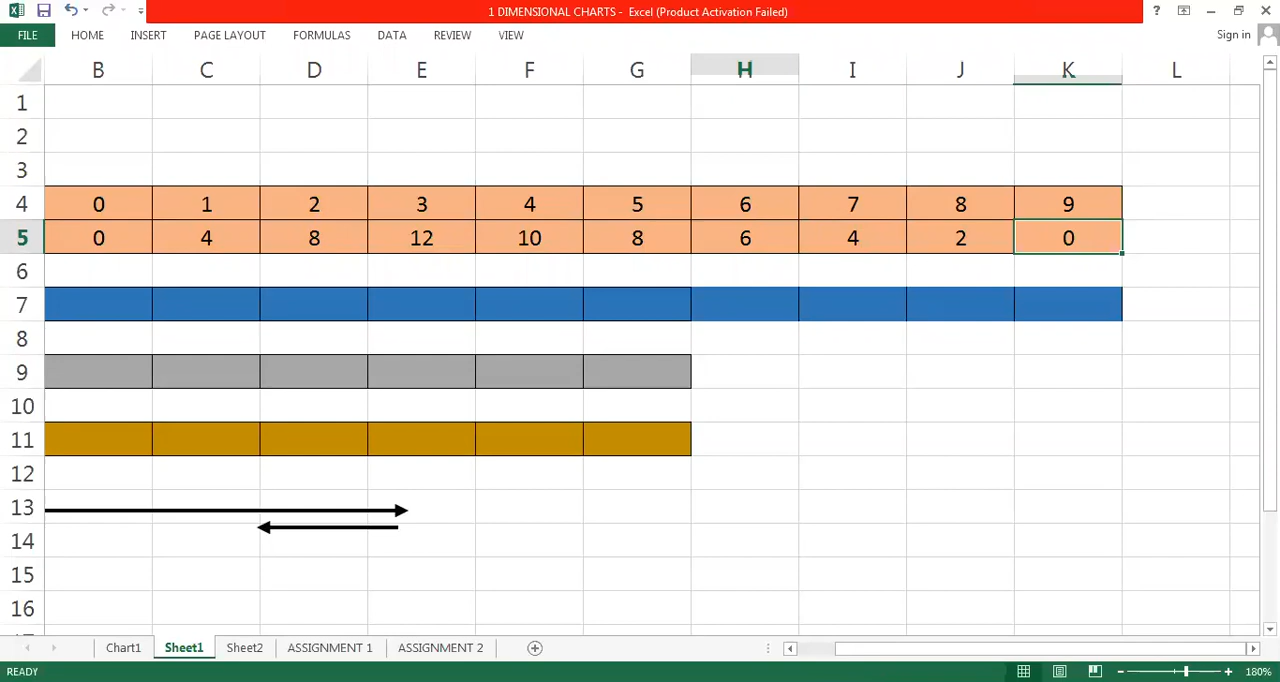 1 DIMENSIONAL CHARTS - Excel (Product Activation Failed)
FILE HOME INSERT PAGE LAYOUT FORMULAS DATA REVIEW VIEW Sign in
B C D E F G H I J K L
1
2
3
4 0 1 2 3 4 5 6 7 8 9
5 0 4 8 12 10 8 6 4 2 0
6
7
8
9
10
11
12
13
14
15
16
Chart1 Sheet1 Sheet2 ASSIGNMENT 1 ASSIGNMENT 2
READY 180%